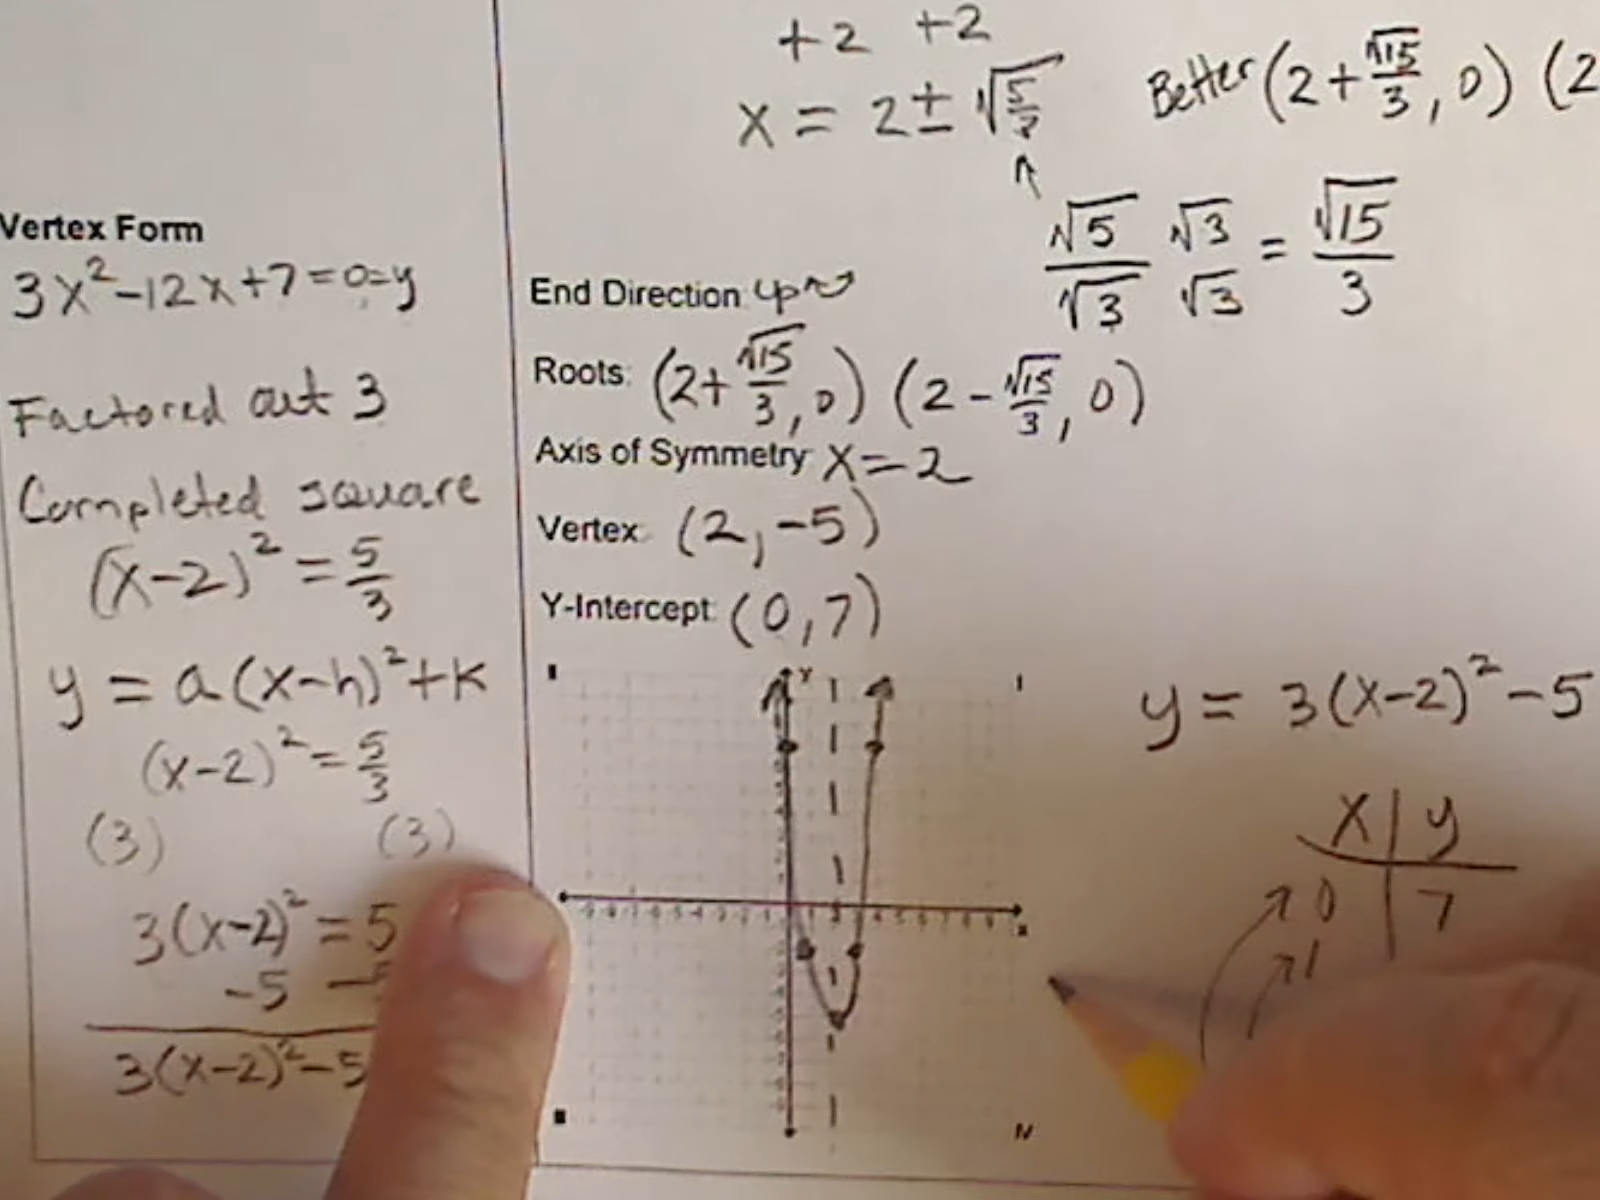 +2 +2
x = 2 ± √5/3
Better (2 + √15/3, 0) (2
↑
√5/√3 √3/√3 = √15/3
Vertex Form
3x² - 12x + 7 = 0 = y
Factored out 3
Completed square
(x-2)² = 5/3
y = a(x-h)² + k
(x-2)² = 5/3
(3) (3)
3(x-2)² = 5
-5 -5
3(x-2)² - 5
End Direction: up
Roots: (2 + √15/3, 0) (2 - √15/3, 0)
Axis of Symmetry: x = 2
Vertex: (2, -5)
Y-Intercept: (0, 7)
I
Y
I
X
IV
y = 3(x-2)² - 5
x | y
0 | 7
1